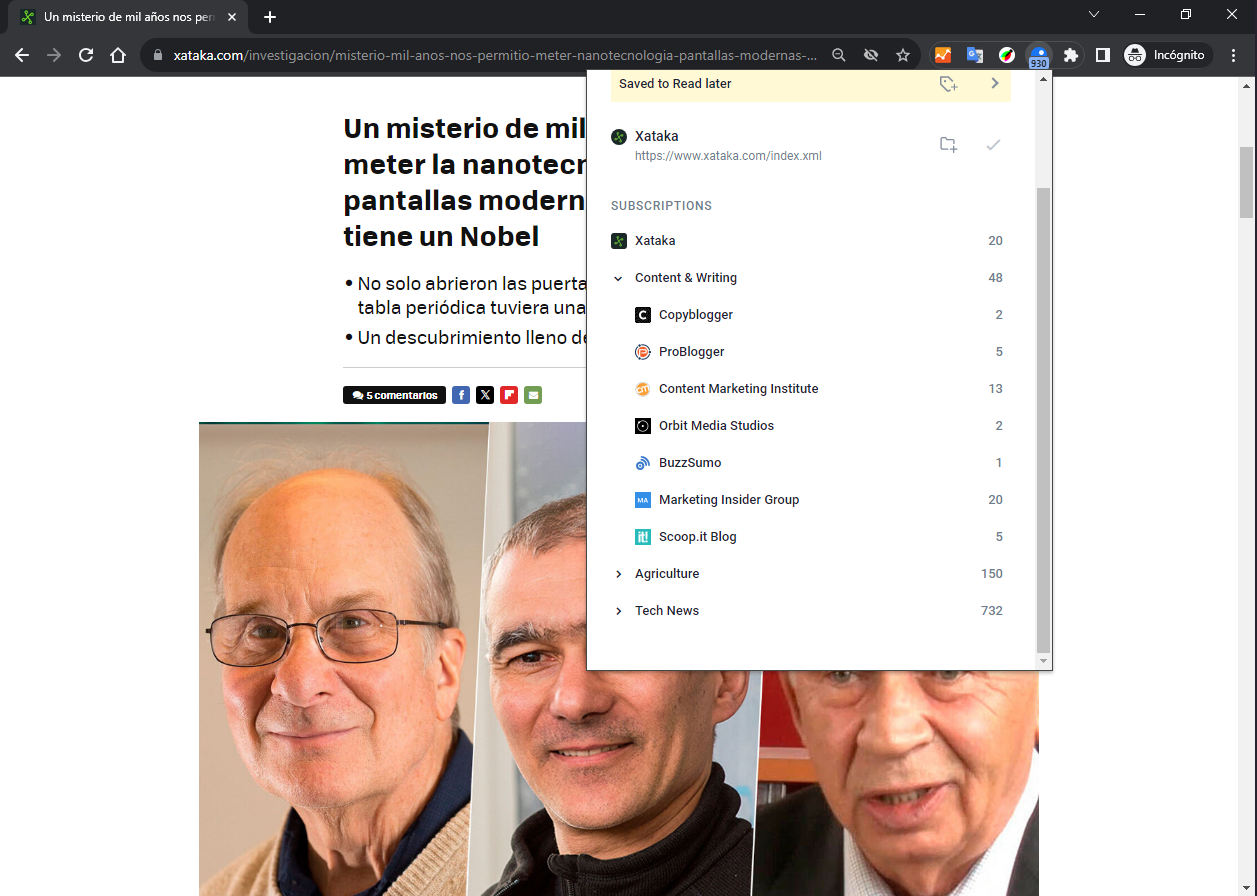 Un misterio de mil años nos perm
xataka.com/investigacion/misterio-mil-anos-nos-permitio-meter-nanotecnologia-pantallas-modernas-...
930
Incógnito
Un misterio de mil
meter la nanotecn
pantallas modern
tiene un Nobel
• No solo abrieron las puerta
tabla periódica tuviera una
• Un descubrimiento lleno de
5 comentarios
Saved to Read later
Xataka
https://www.xataka.com/index.xml
SUBSCRIPTIONS
Xataka 20
Content & Writing 48
Copyblogger 2
ProBlogger 5
Content Marketing Institute 13
Orbit Media Studios 2
BuzzSumo 1
MA Marketing Insider Group 20
it! Scoop.it Blog 5
Agriculture 150
Tech News 732